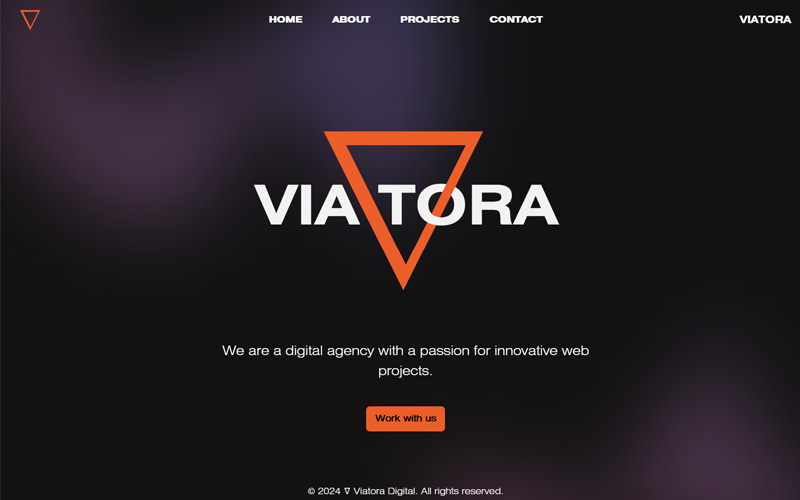 HOME ABOUT PROJECTS CONTACT VIATORA
VIATORA
We are a digital agency with a passion for innovative web
projects.
Work with us
© 2024 ∇ Viatora Digital. All rights reserved.